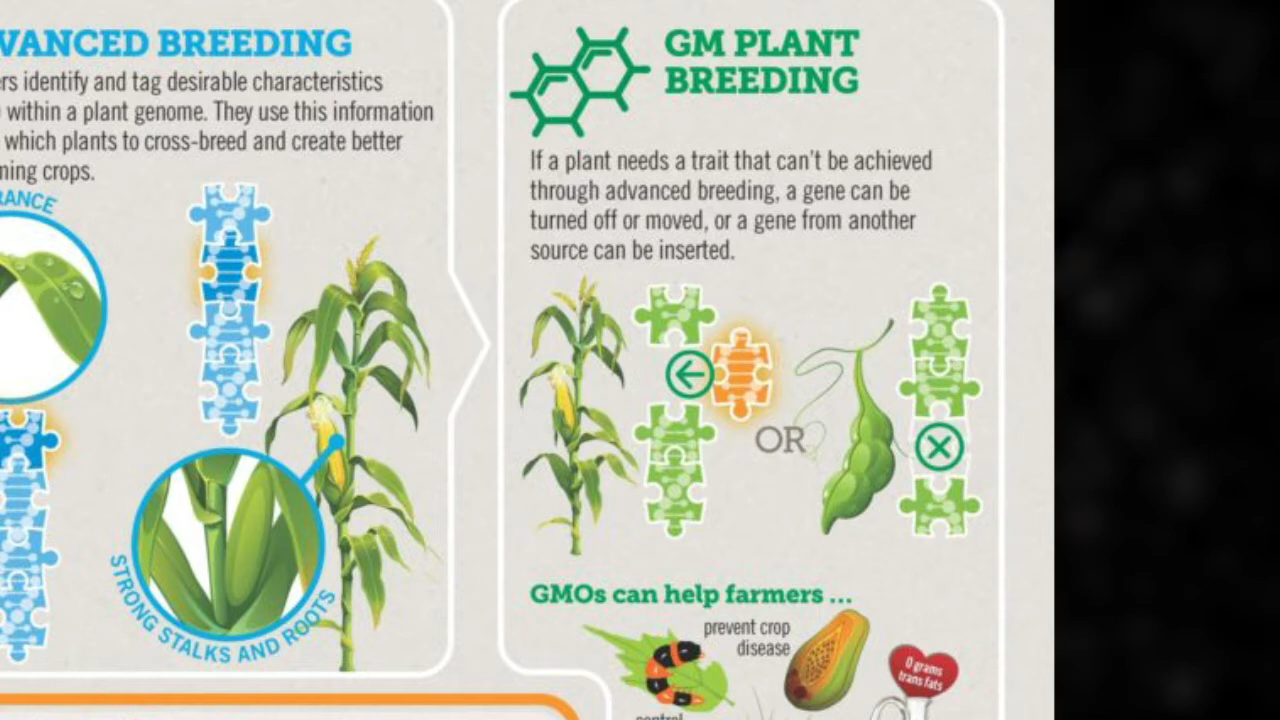 VANCED BREEDING
ers identify and tag desirable characteristics
within a plant genome. They use this information
which plants to cross-breed and create better
ming crops.
RANCE
STRONG STALKS AND ROOTS
GM PLANT
BREEDING
If a plant needs a trait that can't be achieved
through advanced breeding, a gene can be
turned off or moved, or a gene from another
source can be inserted.
OR
GMOs can help farmers ...
prevent crop
disease
0 grams
trans fats
control